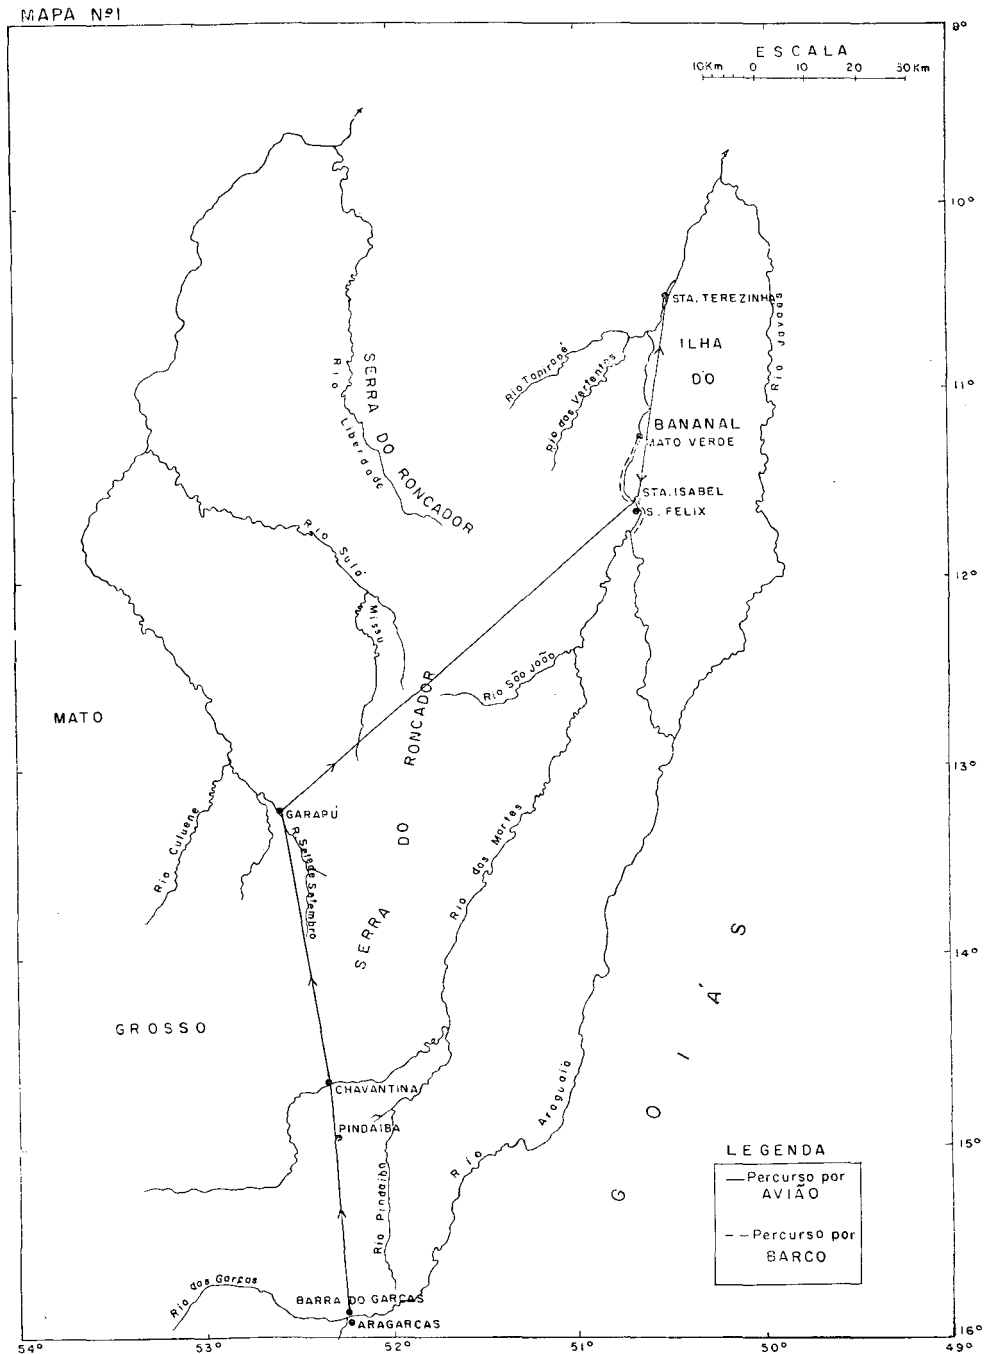 MAPA Nº1
ESCALA
10Km 0 10 20 30Km
8°
10°
11°
12°
13°
14°
15°
16°
54°
53°
52°
51°
50°
49°
STA. TEREZINHA
ILHA
DO
BANANAL
MATO VERDE
STA. ISABEL
S. FELIX
Rio Javaes
Rio Tapirapé
Rio das Vertentes
Rio Liberdade
SERRA DO RONCADOR
Rio Suiá
Missu
Rio São João
MATO
GROSSO
GARAPÚ
Rio Culuene
R. Sete de Setembro
SERRA DO RONCADOR
Rio das Mortes
CHAVANTINA
PINDAIBA
Rio Pindaiba
Rio Araguaia
GOIÁS
Rio das Garças
BARRA DO GARÇAS
ARAGARÇAS
LEGENDA
Percurso por
AVIÃO
Percurso por
BARCO